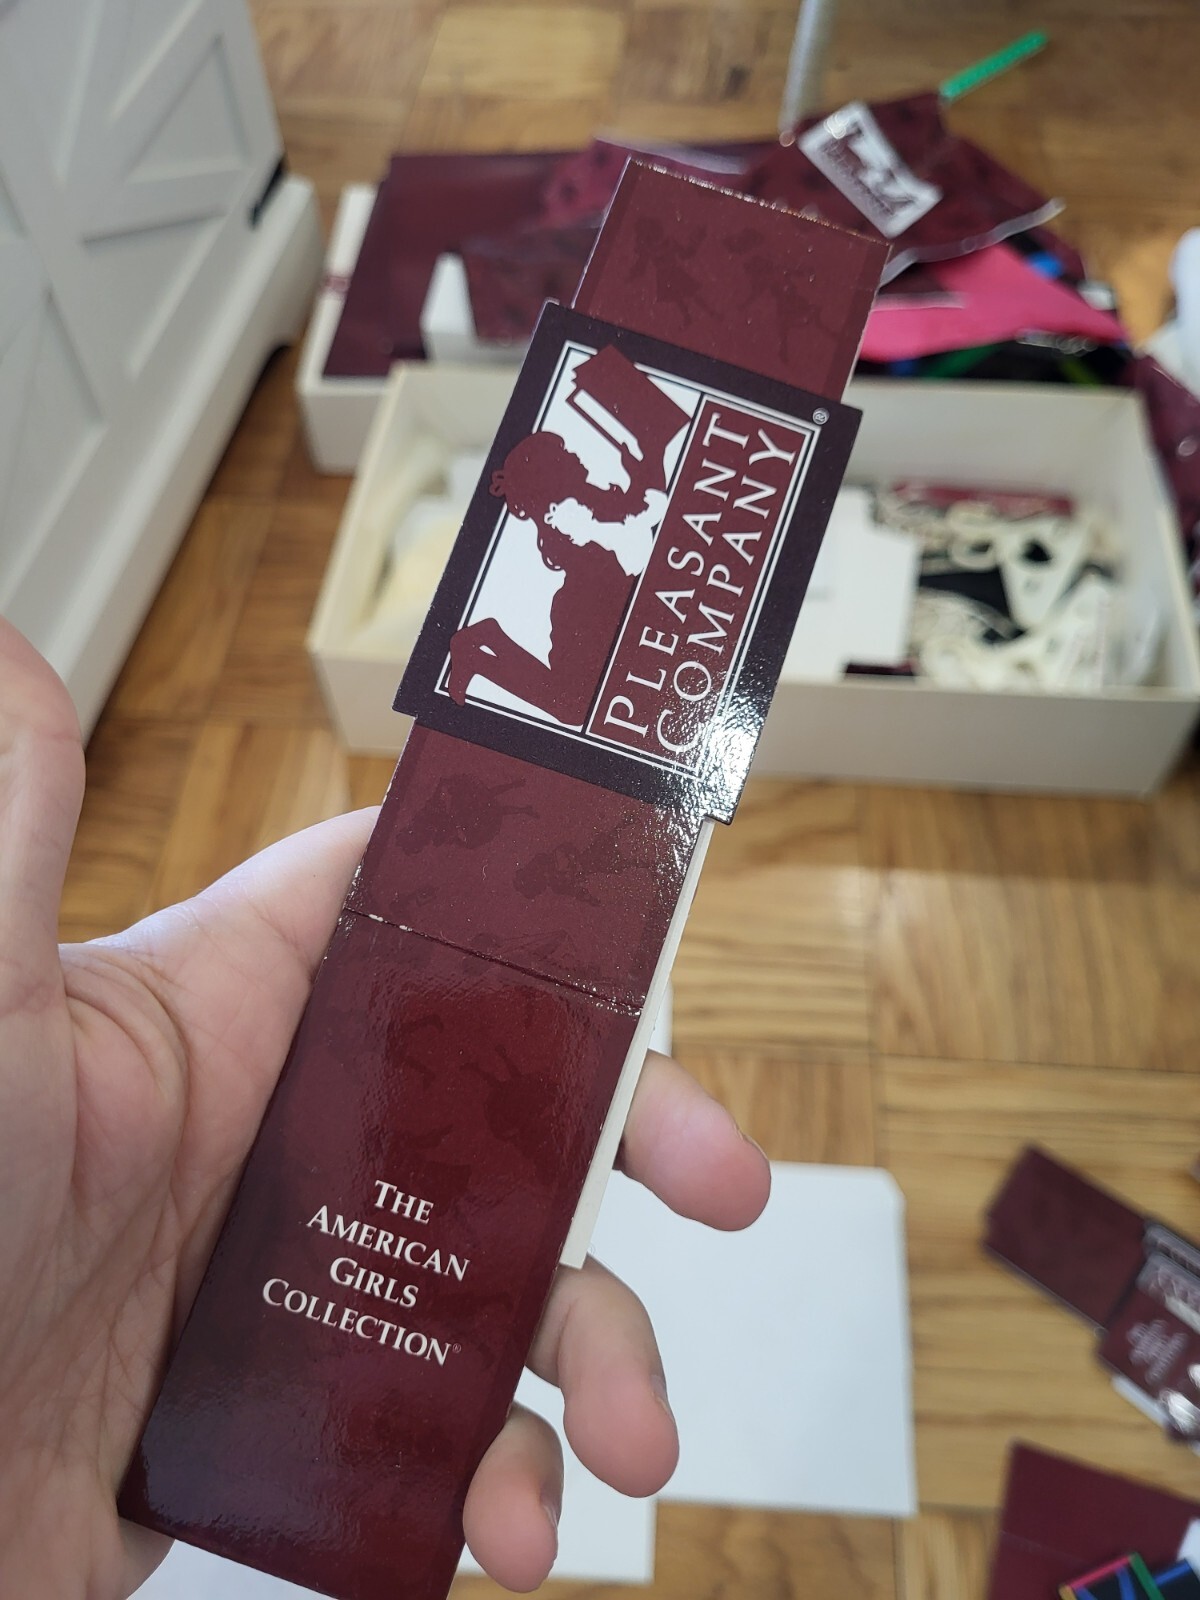 PLEASANT
COMPANY®
THE
AMERICAN
GIRLS
COLLECTION®